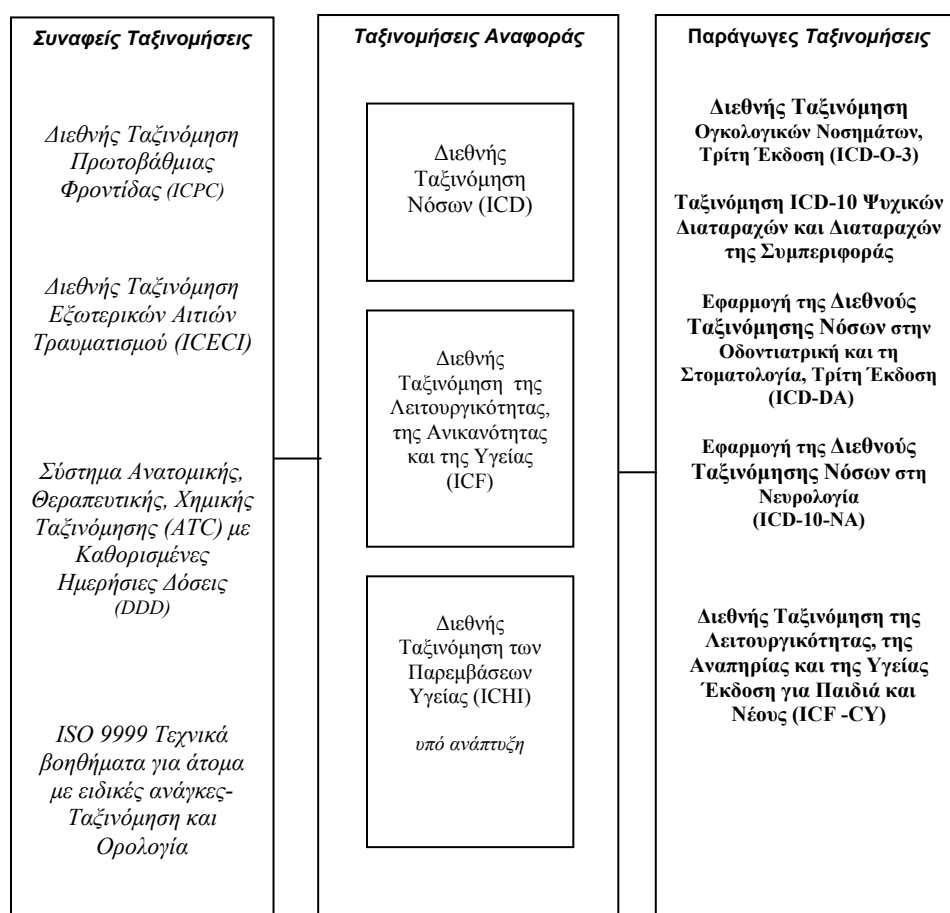 Συναφείς Ταξινομήσεις
Διεθνής Ταξινόμηση
Πρωτοβάθμιας
Φροντίδας (ICPC)
Διεθνής Ταξινόμηση
Εξωτερικών Αιτιών
Τραυματισμού (ICECI)
Σύστημα Ανατομικής,
Θεραπευτικής, Χημικής
Ταξινόμησης (ATC) με
Καθορισμένες
Ημερήσιες Δόσεις
(DDD)
ISO 9999 Τεχνικά
βοηθήματα για άτομα
με ειδικές ανάγκες-
Ταξινόμηση και
Ορολογία
Ταξινομήσεις Αναφοράς
Διεθνής
Ταξινόμηση
Νόσων (ICD)
Διεθνής
Ταξινόμηση της
Λειτουργικότητας,
της Ανικανότητας
και της Υγείας
(ICF)
Διεθνής
Ταξινόμηση των
Παρεμβάσεων
Υγείας (ICHI)
υπό ανάπτυξη
Παράγωγες Ταξινομήσεις
Διεθνής Ταξινόμηση
Ογκολογικών Νοσημάτων,
Τρίτη Έκδοση (ICD-O-3)
Ταξινόμηση ICD-10 Ψυχικών
Διαταραχών και Διαταραχών
της Συμπεριφοράς
Εφαρμογή της Διεθνούς
Ταξινόμησης Νόσων στην
Οδοντιατρική και τη
Στοματολογία, Τρίτη Έκδοση
(ICD-DA)
Εφαρμογή της Διεθνούς
Ταξινόμησης Νόσων στη
Νευρολογία
(ICD-10-NA)
Διεθνής Ταξινόμηση της
Λειτουργικότητας, της
Αναπηρίας και της Υγείας
Έκδοση για Παιδιά και
Νέους (ICF -CY)